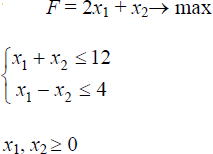 F = 2x₁ + x₂ → max
x₁ + x₂ ≤ 12
x₁ − x₂ ≤ 4
x₁, x₂ ≥ 0